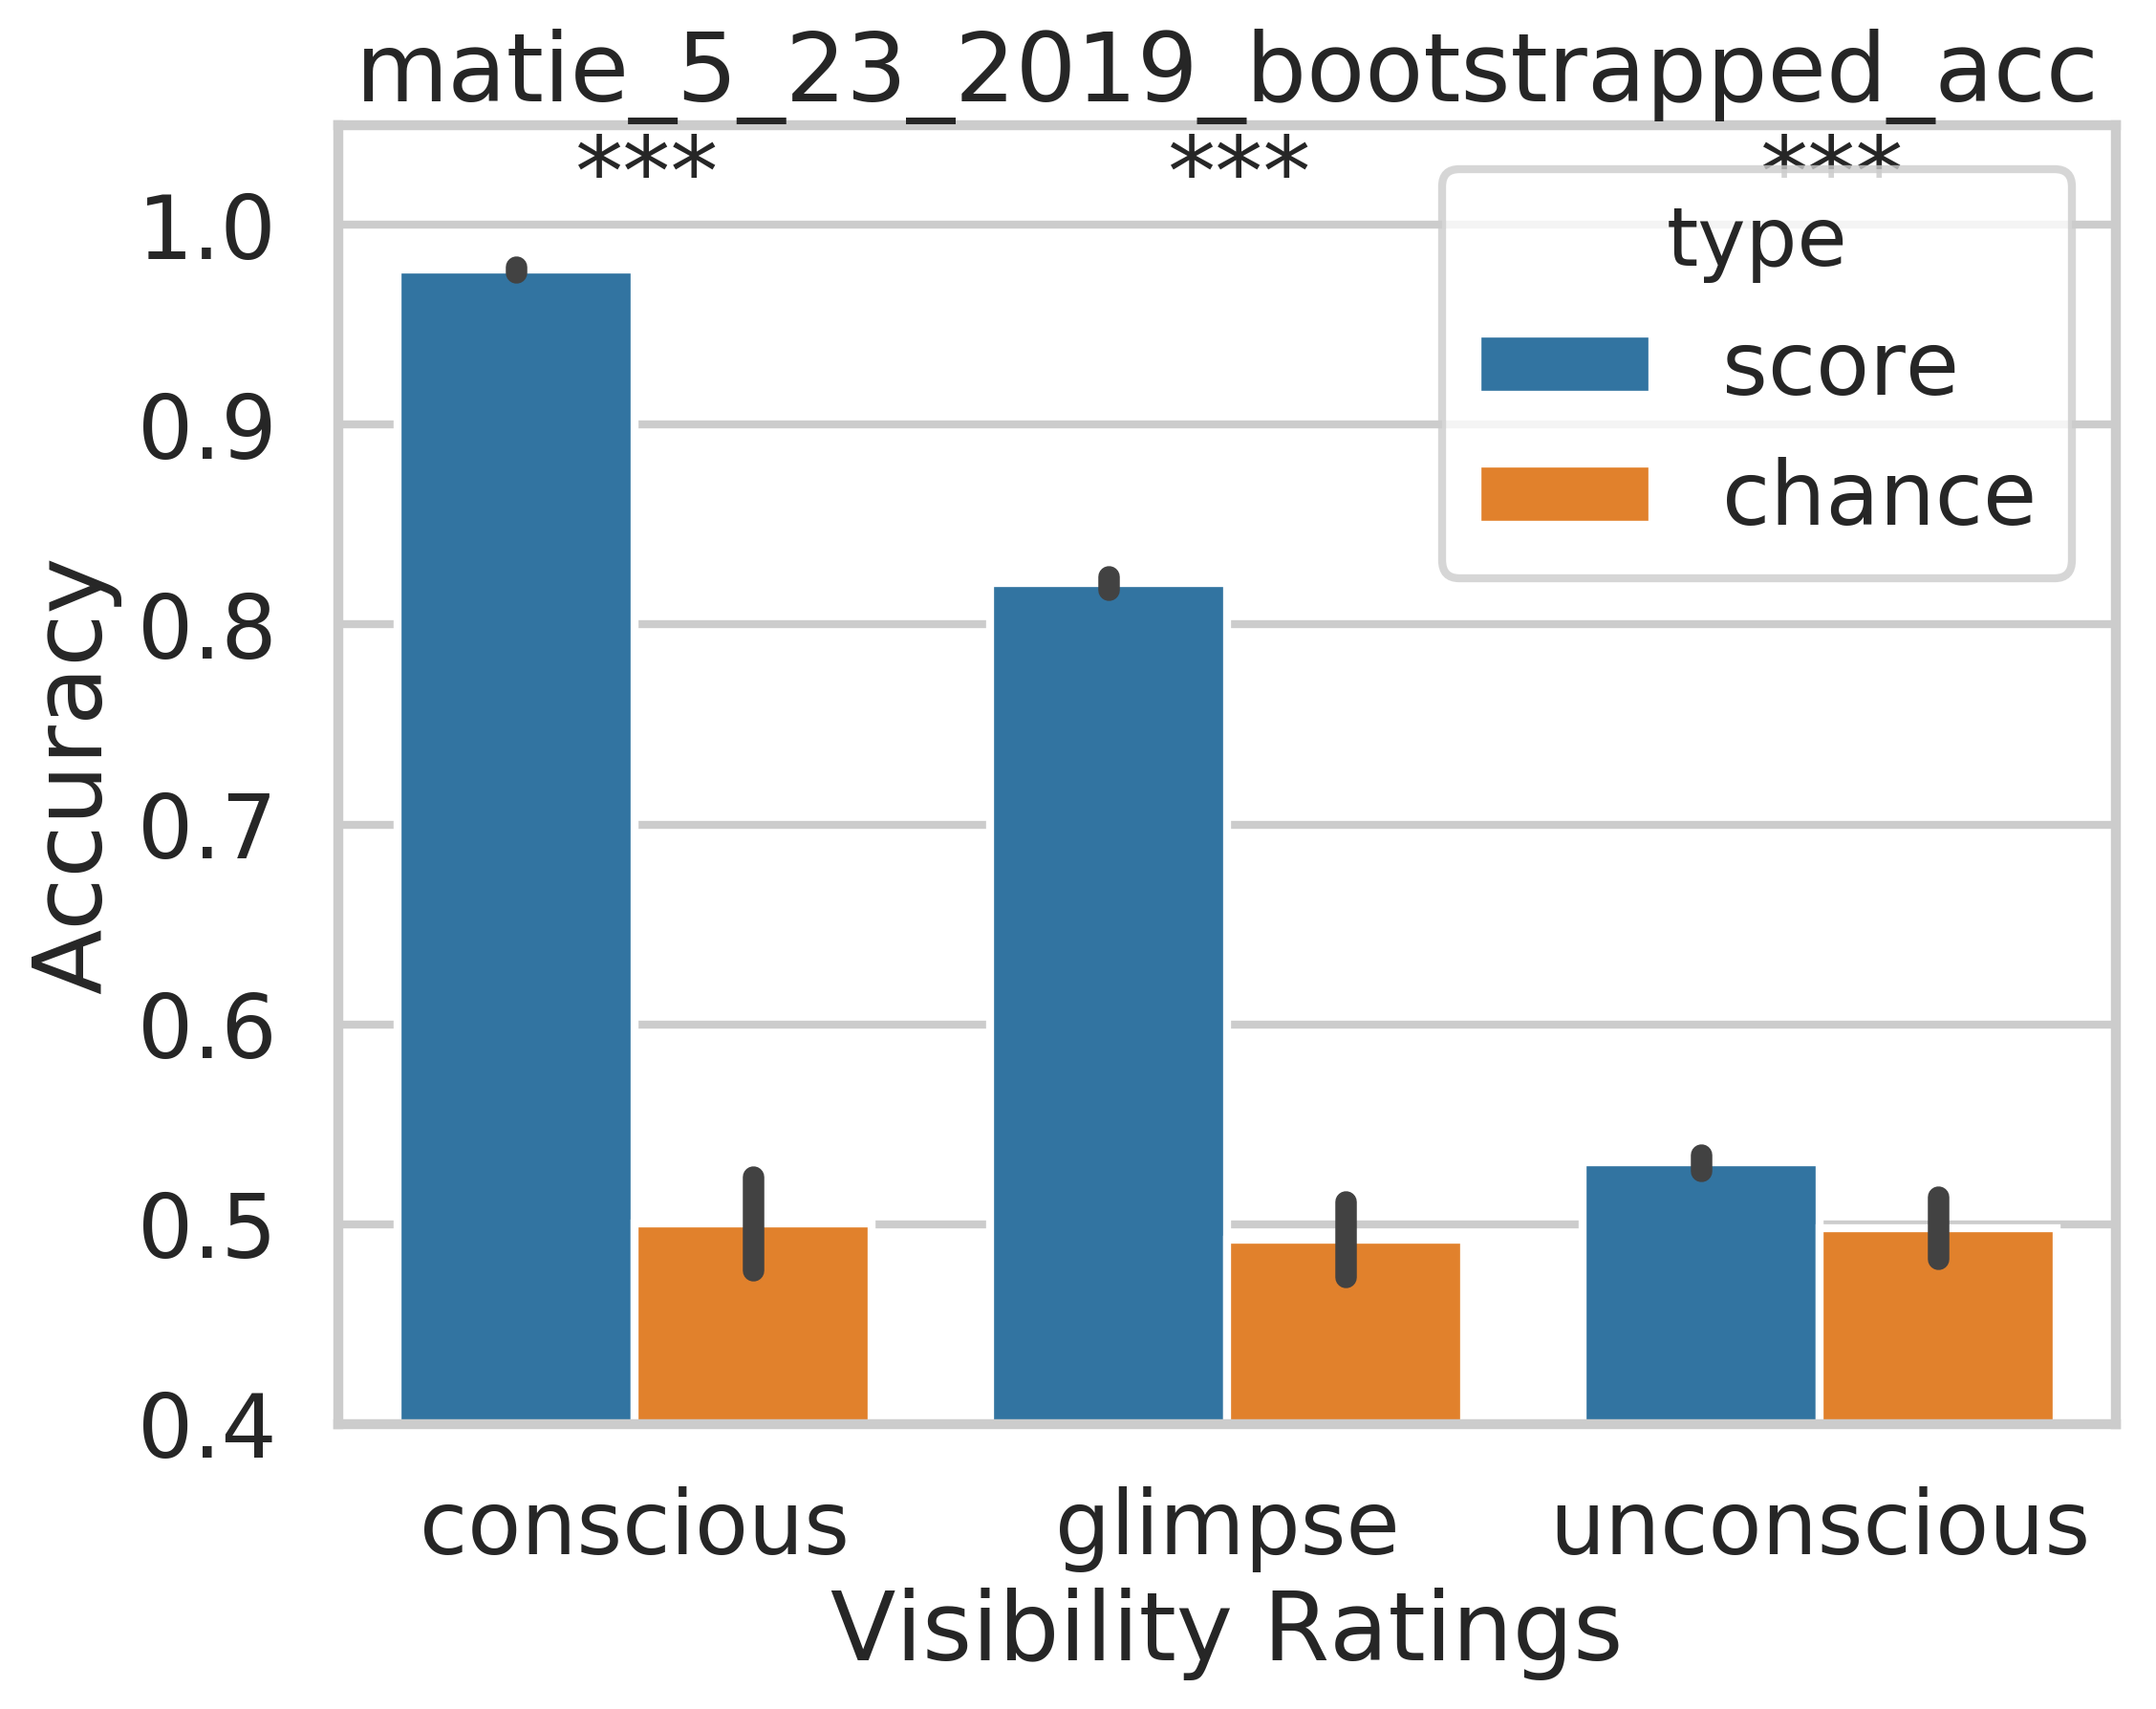 matie_5_23_2019_bootstrapped_acc
*** *** ***
type
score
chance
1.0
0.9
0.8
0.7
0.6
0.5
0.4
Accuracy
conscious glimpse unconscious
Visibility Ratings